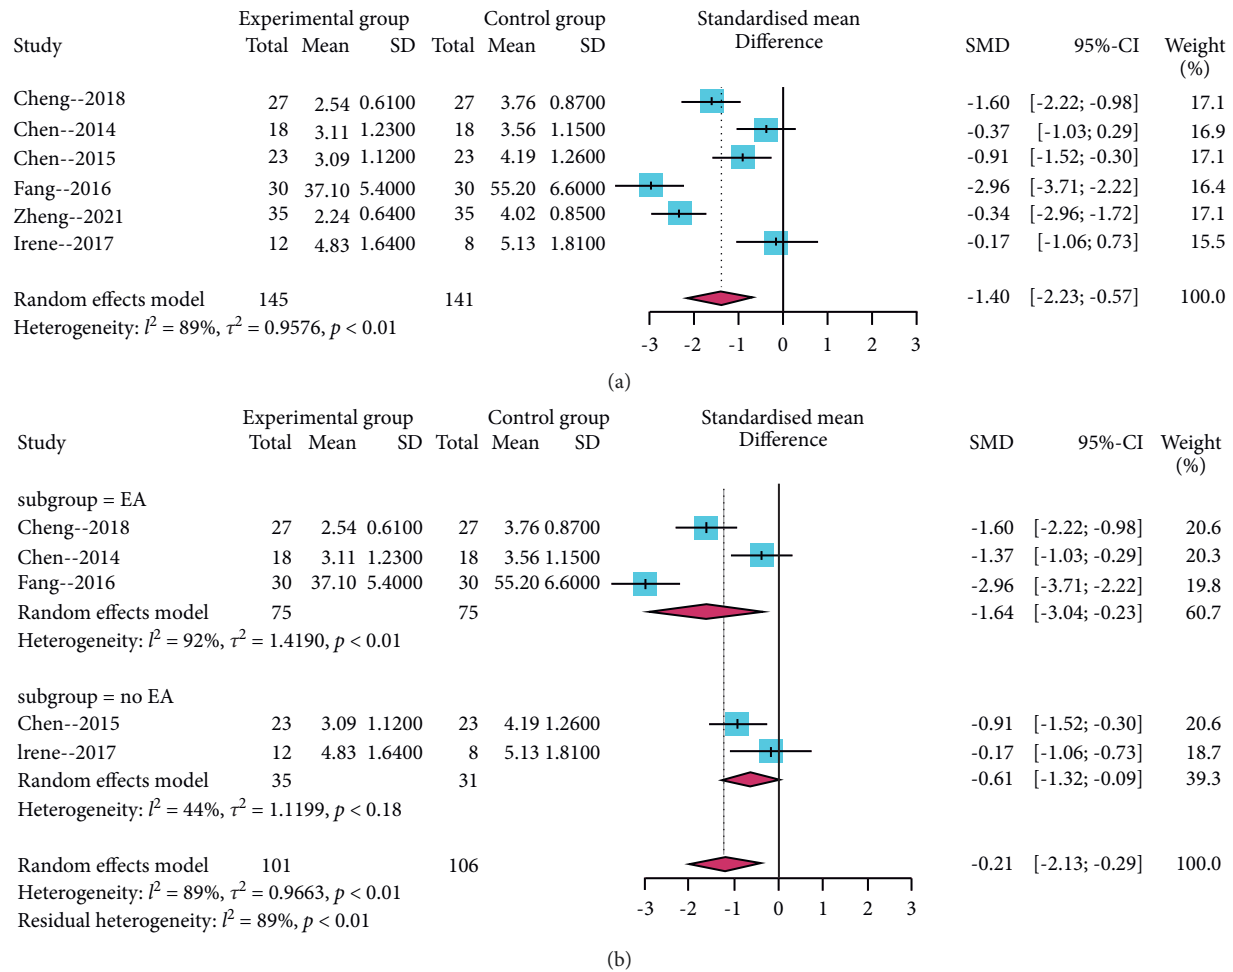 Experimental group Control group Standardised mean
Study Total Mean SD Total Mean SD Difference SMD 95%-CI Weight
(%)
Cheng--2018 27 2.54 0.6100 27 3.76 0.8700 -1.60 [-2.22; -0.98] 17.1
Chen--2014 18 3.11 1.2300 18 3.56 1.1500 -0.37 [-1.03; 0.29] 16.9
Chen--2015 23 3.09 1.1200 23 4.19 1.2600 -0.91 [-1.52; -0.30] 17.1
Fang--2016 30 37.10 5.4000 30 55.20 6.6000 -2.96 [-3.71; -2.22] 16.4
Zheng--2021 35 2.24 0.6400 35 4.02 0.8500 -0.34 [-2.96; -1.72] 17.1
Irene--2017 12 4.83 1.6400 8 5.13 1.8100 -0.17 [-1.06; 0.73] 15.5
Random effects model 145 141 -1.40 [-2.23; -0.57] 100.0
Heterogeneity: I² = 89%, τ² = 0.9576, p < 0.01
-3 -2 -1 0 1 2 3
(a)
Experimental group Control group Standardised mean
Study Total Mean SD Total Mean SD Difference SMD 95%-CI Weight
(%)
subgroup = EA
Cheng--2018 27 2.54 0.6100 27 3.76 0.8700 -1.60 [-2.22; -0.98] 20.6
Chen--2014 18 3.11 1.2300 18 3.56 1.1500 -1.37 [-1.03; -0.29] 20.3
Fang--2016 30 37.10 5.4000 30 55.20 6.6000 -2.96 [-3.71; -2.22] 19.8
Random effects model 75 75 -1.64 [-3.04; -0.23] 60.7
Heterogeneity: I² = 92%, τ² = 1.4190, p < 0.01
subgroup = no EA
Chen--2015 23 3.09 1.1200 23 4.19 1.2600 -0.91 [-1.52; -0.30] 20.6
lrene--2017 12 4.83 1.6400 8 5.13 1.8100 -0.17 [-1.06; -0.73] 18.7
Random effects model 35 31 -0.61 [-1.32; -0.09] 39.3
Heterogeneity: I² = 44%, τ² = 1.1199, p < 0.18
Random effects model 101 106 -0.21 [-2.13; -0.29] 100.0
Heterogeneity: I² = 89%, τ² = 0.9663, p < 0.01
Residual heterogeneity: I² = 89%, p < 0.01
-3 -2 -1 0 1 2 3
(b)